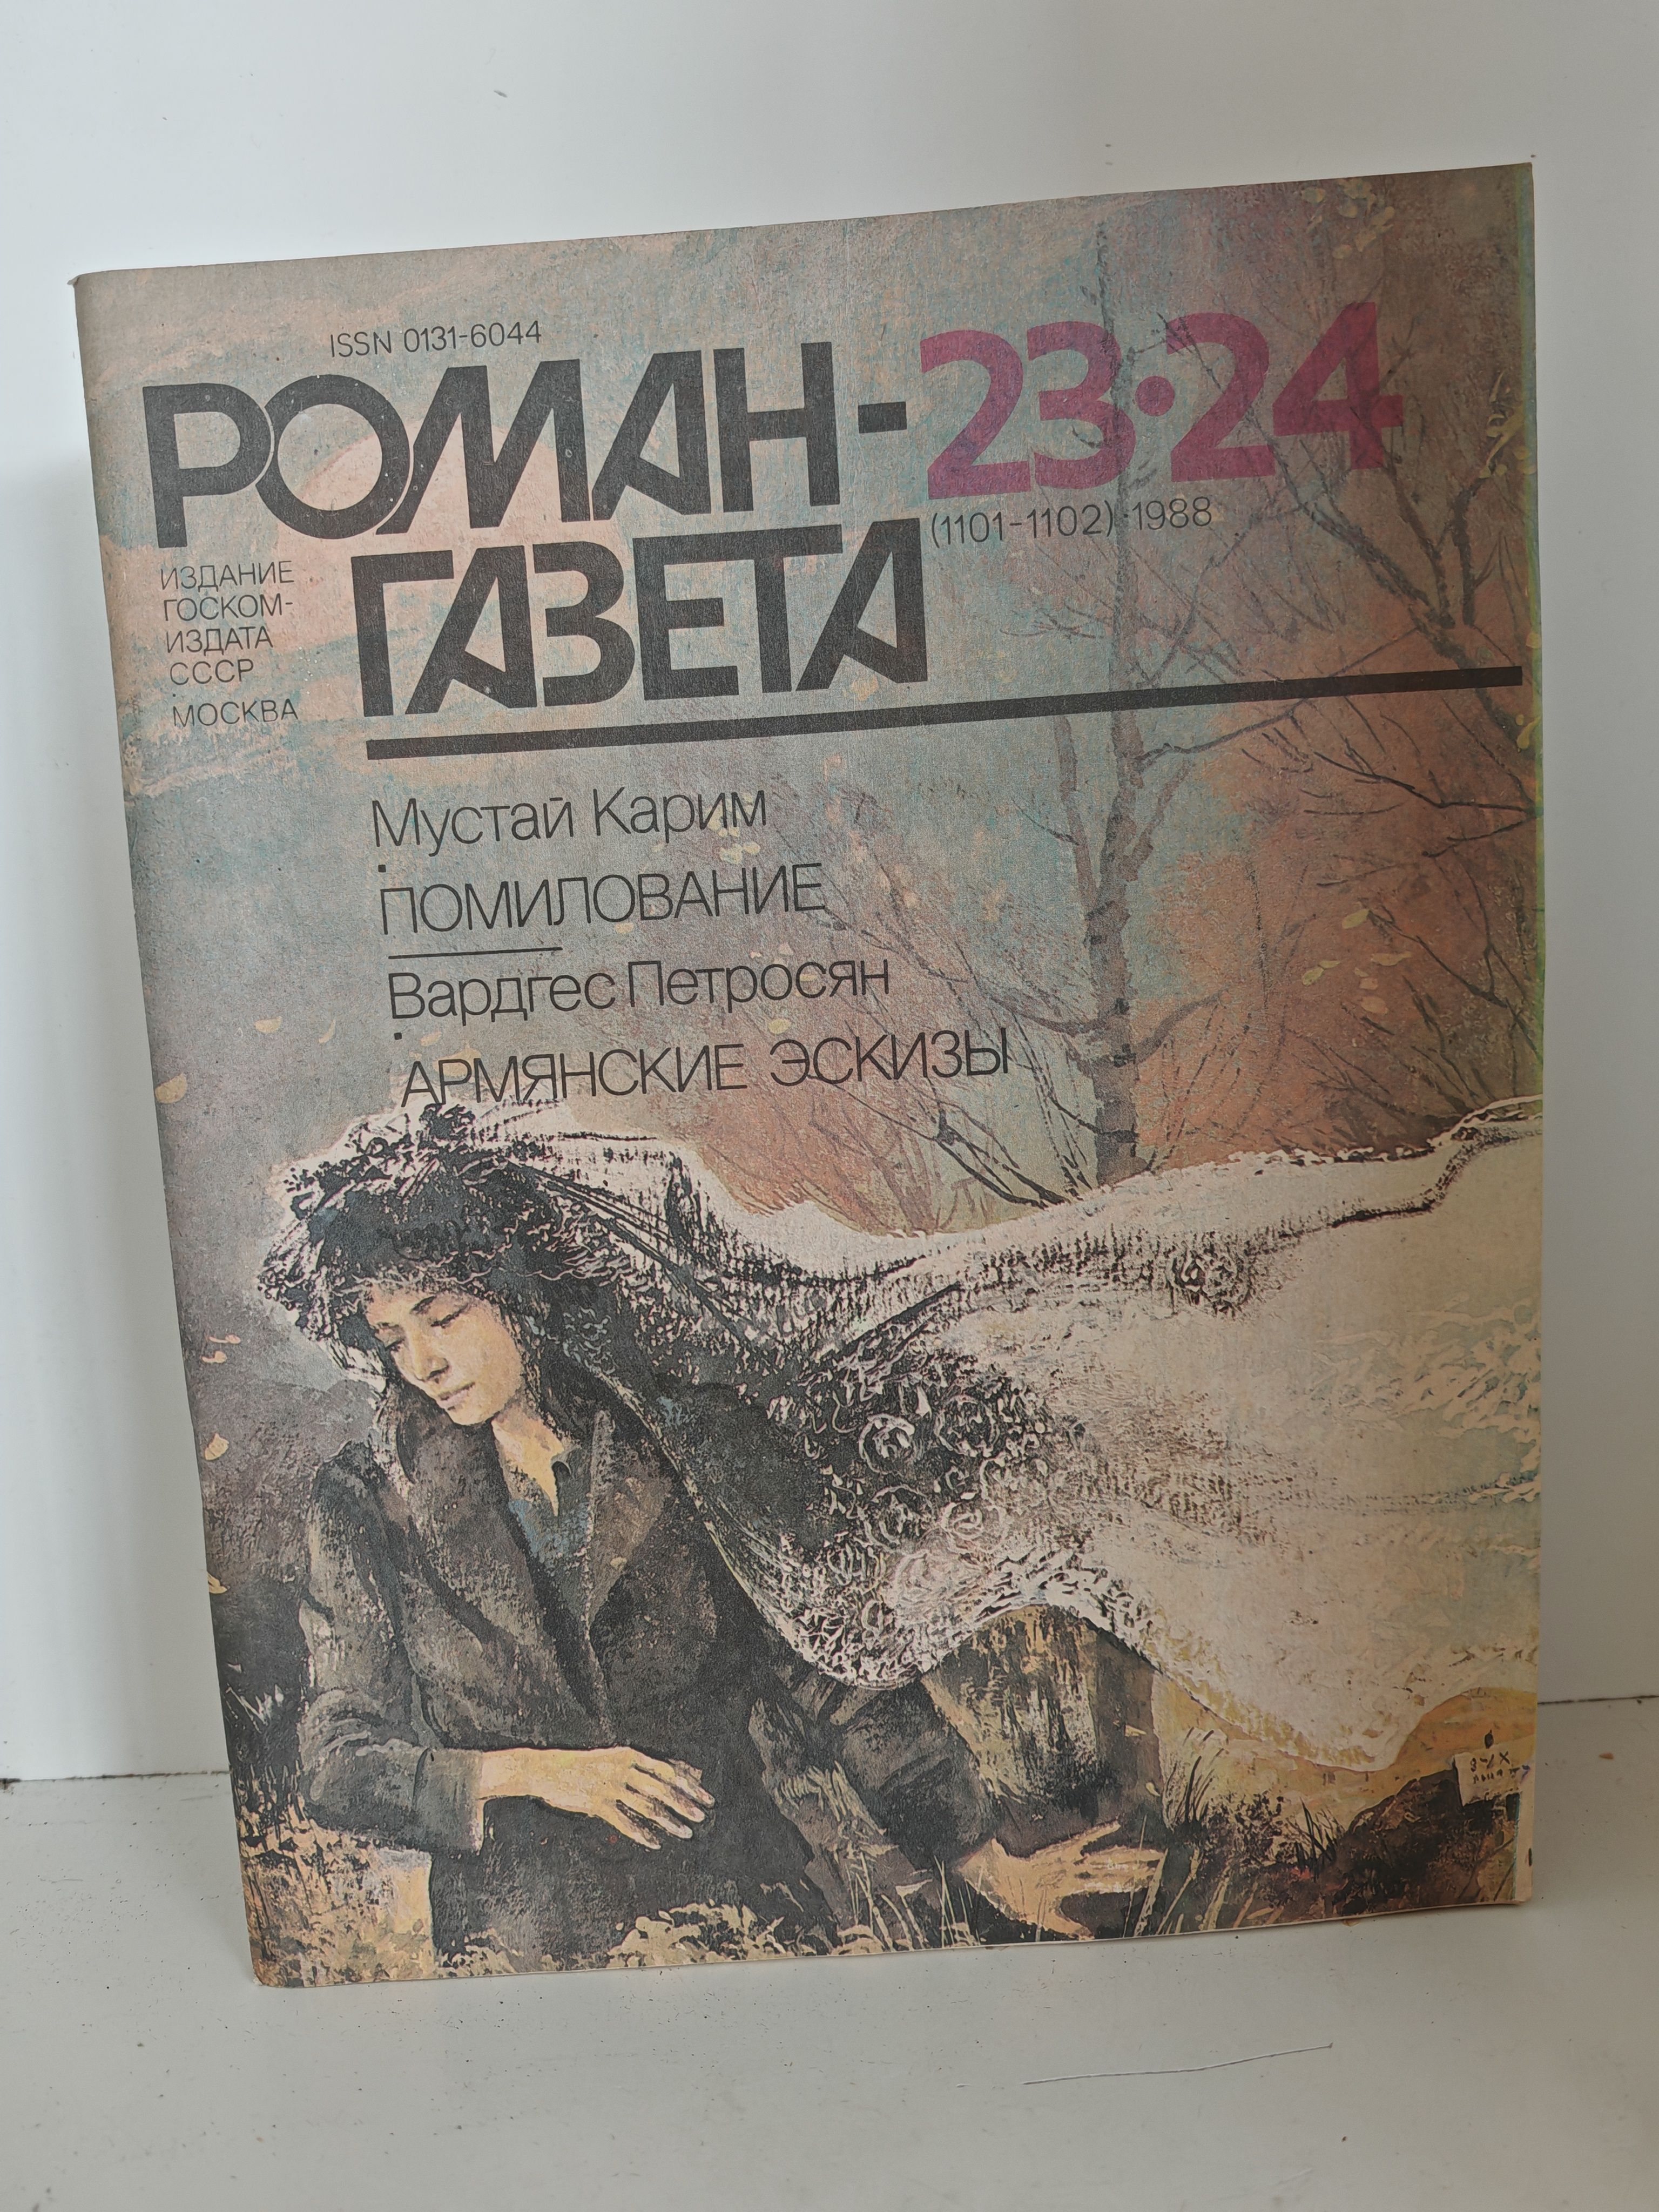 ISSN 0131-6044
РОМАН-
23·24
ГАЗЕТА
(1101-1102)·1988
ИЗДАНИЕ
ГОСКОМ-
ИЗДАТА
СССР
·
МОСКВА
Мустай Карим
·
ПОМИЛОВАНИЕ
Вардгес Петросян
·
АРМЯНСКИЕ ЭСКИЗЫ